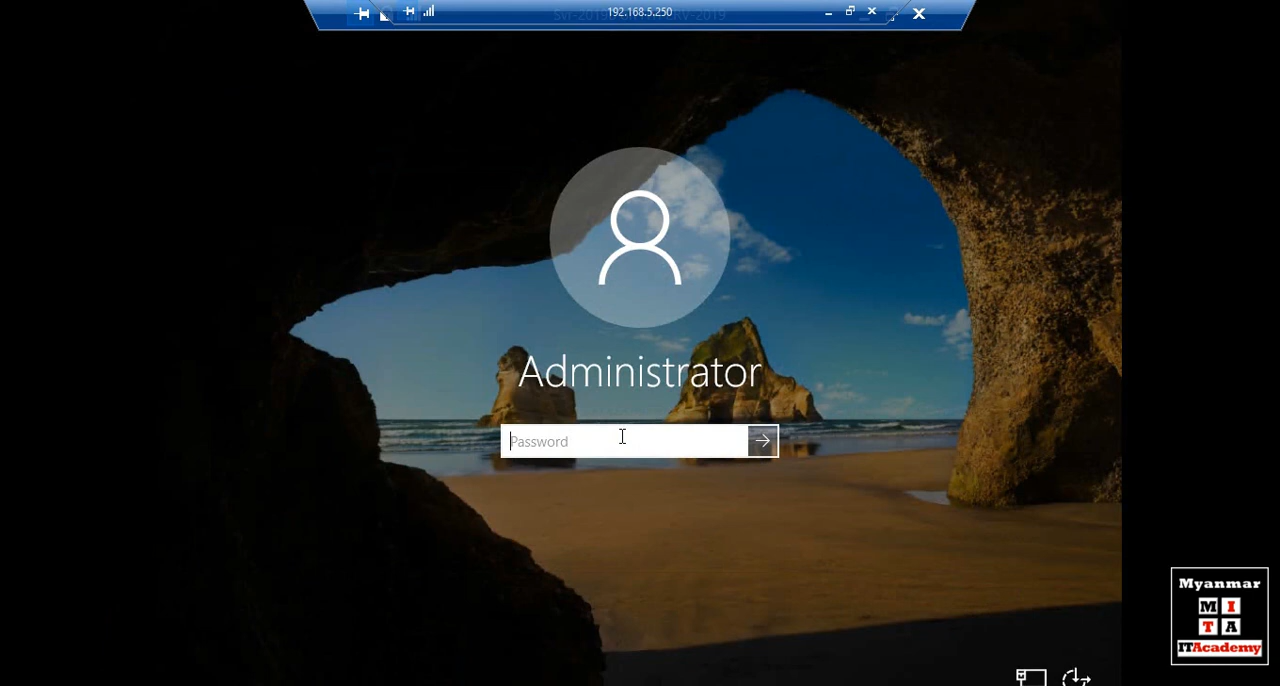 192.168.5.250
Administrator
Password
Myanmar
M I
T A
ITAcademy